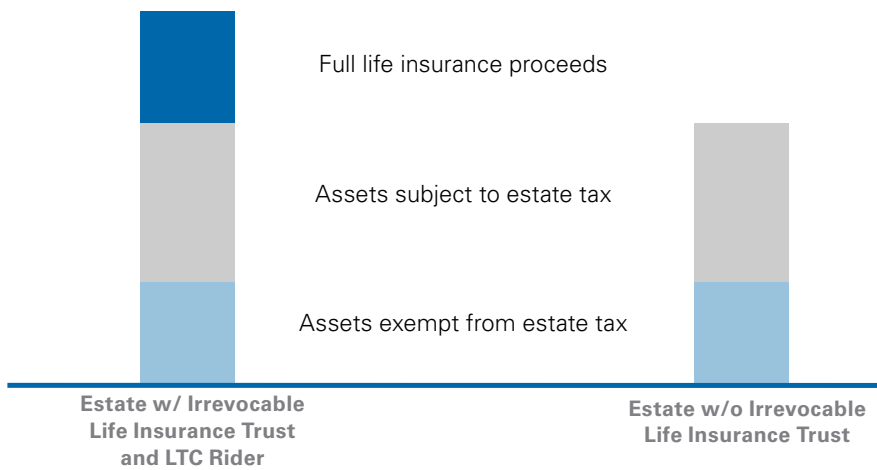 Full life insurance proceeds
Assets subject to estate tax
Assets exempt from estate tax
Estate w/ Irrevocable
Life Insurance Trust
and LTC Rider
Estate w/o Irrevocable
Life Insurance Trust